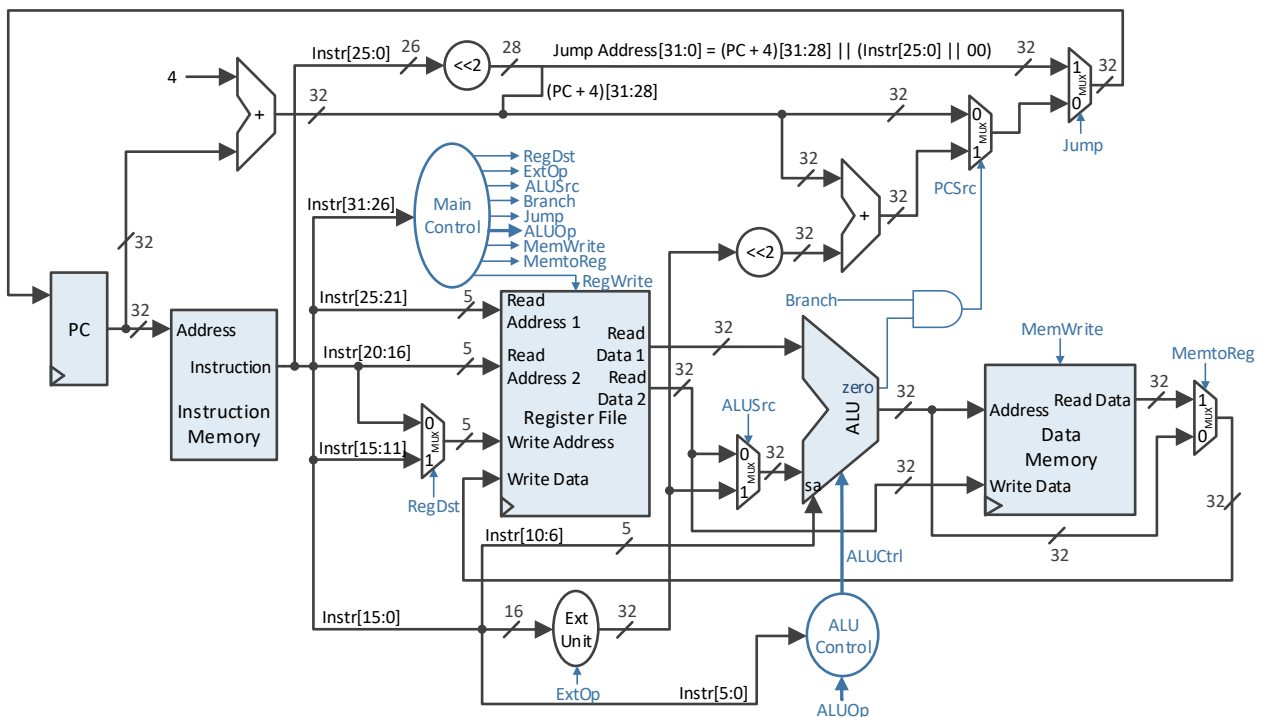 Instr[25:0]
26
<<2
28
Jump Address[31:0] = (PC + 4)[31:28] || (Instr[25:0] || 00)
32
1
MUX
0
32
Jump
4
+
32
(PC + 4)[31:28]
32
0
MUX
1
PCSrc
32
+
32
<<2
32
Main
Control
RegDst
ExtOp
ALUSrc
Branch
Jump
ALUOp
MemWrite
MemtoReg
RegWrite
Instr[31:26]
32
PC
32
Address
Instruction
Instruction
Memory
Instr[25:21]
5
Instr[20:16]
5
0
MUX
1
5
Instr[15:11]
RegDst
Read
Address 1
Read
Data 1
Read
Address 2
Read
Data 2
Register File
Write Address
Write Data
32
32
ALUSrc
0
MUX
1
32
Branch
zero
ALU
sa
32
MemWrite
Address
Read Data
Data
Memory
Write Data
32
32
MemtoReg
1
MUX
0
32
32
Instr[10:6]
5
ALUCtrl
Instr[15:0]
16
Ext
Unit
32
ExtOp
ALU
Control
Instr[5:0]
ALUOp